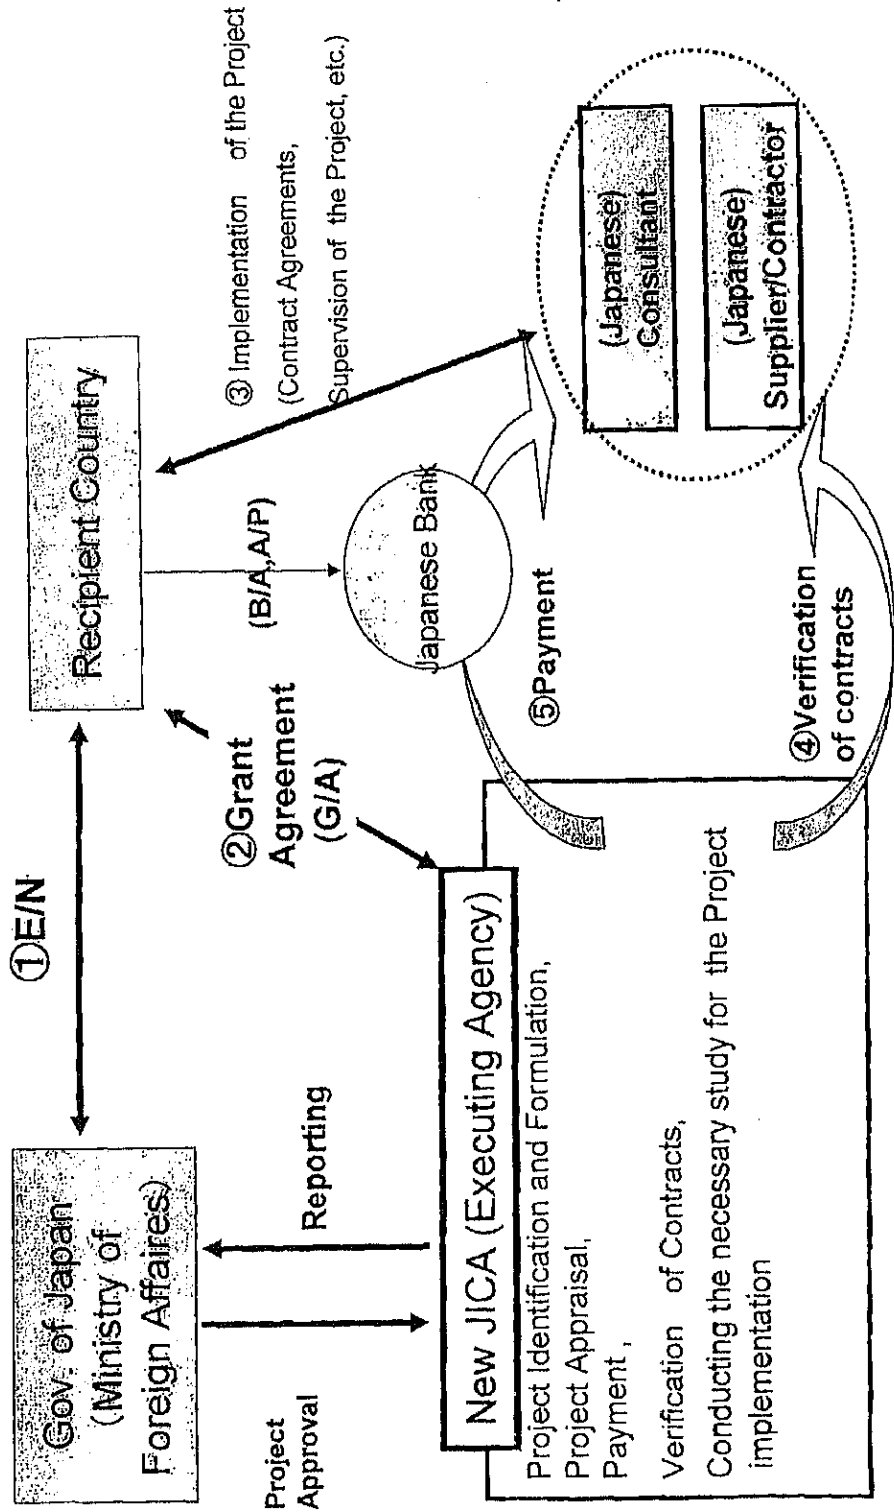 ①E/N
Gov. of Japan
(Ministry of
Foreign Affaires)
Recipient Country
Project
Approval
Reporting
②Grant
Agreement
(G/A)
(B/A,A/P)
③ Implementation of the Project
(Contract Agreements,
Supervision of the Project, etc.)
Japanese Bank
New JICA (Executing Agency)
Project Identification and Formulation,
Project Appraisal,
Payment ,
Verification of Contracts,
Conducting the necessary study for the Project
implementation
⑤Payment
④Verification
of contracts
(Japanese)
Consultant
(Japanese)
Supplier/Contractor